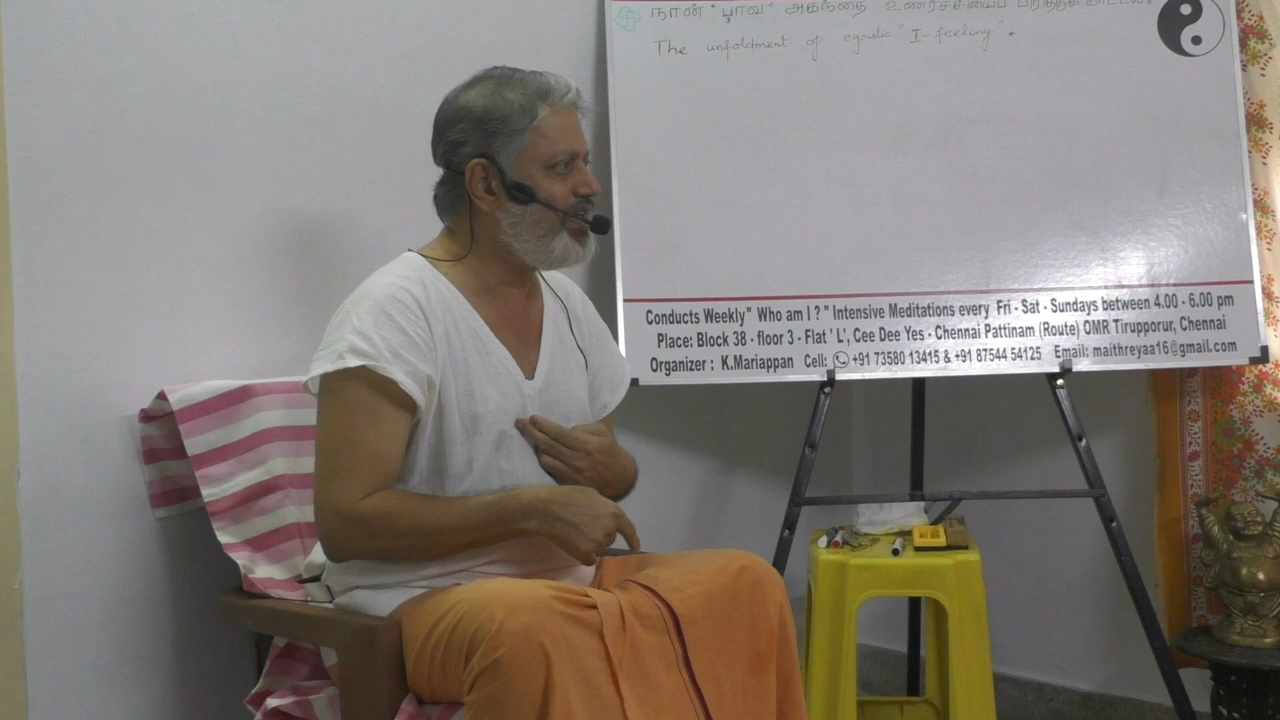 நான் "பாவ" அகந்தை உணர்ச்சியைப்
The unfoldment of egoistic "I-feeling" *
Conducts Weekly" Who am I ? " Intensive Meditations every Fri - Sat - Sundays between 4.00 - 6.00 pm
Place: Block 38 - floor 3 - Flat ' L', Cee Dee Yes - Chennai Pattinam (Route) OMR Tirupporur, Chennai
Organizer : K.Mariappan Cell: +91 73580 13415 & +91 87544 54125 Email: maithreyaa16@gmail.com